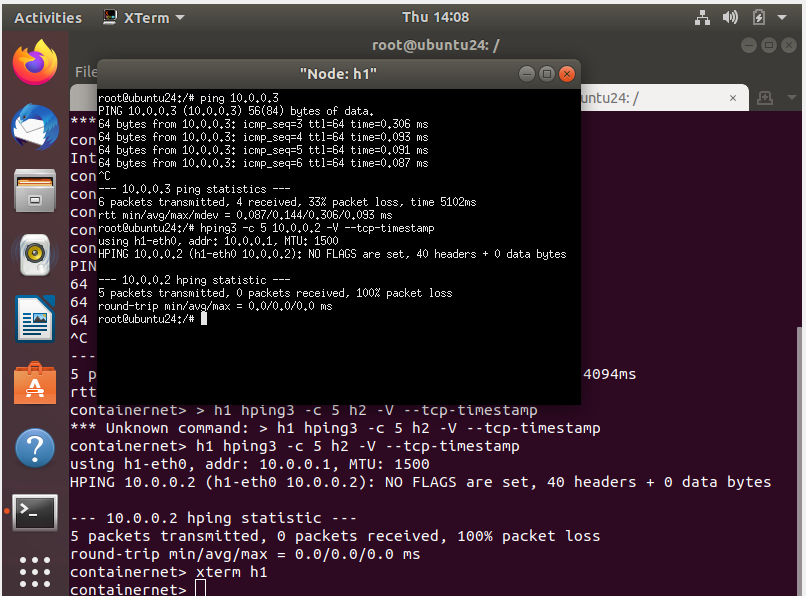 Activities XTerm Thu 14:08
root@ubuntu24: /
File
"Node: h1"
untu24: / ×
root@ubuntu24:/# ping 10.0.0.3
PING 10.0.0.3 (10.0.0.3) 56(84) bytes of data.
64 bytes from 10.0.0.3: icmp_seq=3 ttl=64 time=0.306 ms
64 bytes from 10.0.0.3: icmp_seq=4 ttl=64 time=0.093 ms
64 bytes from 10.0.0.3: icmp_seq=5 ttl=64 time=0.091 ms
64 bytes from 10.0.0.3: icmp_seq=6 ttl=64 time=0.087 ms
^C
--- 10.0.0.3 ping statistics ---
6 packets transmitted, 4 received, 33% packet loss, time 5102ms
rtt min/avg/max/mdev = 0.087/0.144/0.306/0.093 ms
root@ubuntu24:/# hping3 -c 5 10.0.0.2 -V --tcp-timestamp
using h1-eth0, addr: 10.0.0.1, MTU: 1500
HPING 10.0.0.2 (h1-eth0 10.0.0.2): NO FLAGS are set, 40 headers + 0 data bytes
--- 10.0.0.2 hping statistic ---
5 packets transmitted, 0 packets received, 100% packet loss
round-trip min/avg/max = 0.0/0.0/0.0 ms
root@ubuntu24:/#
***
con
Int
con
con
con
con
con
PIN
64
64
64
^C
---
5 p 4094ms
rtt
containernet> > h1 hping3 -c 5 h2 -V --tcp-timestamp
*** Unknown command: > h1 hping3 -c 5 h2 -V --tcp-timestamp
containernet> h1 hping3 -c 5 h2 -V --tcp-timestamp
using h1-eth0, addr: 10.0.0.1, MTU: 1500
HPING 10.0.0.2 (h1-eth0 10.0.0.2): NO FLAGS are set, 40 headers + 0 data bytes
--- 10.0.0.2 hping statistic ---
5 packets transmitted, 0 packets received, 100% packet loss
round-trip min/avg/max = 0.0/0.0/0.0 ms
containernet> xterm h1
containernet>